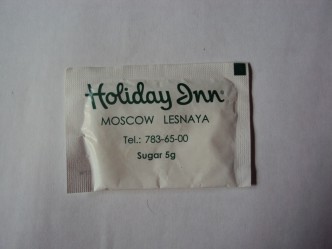 Holiday Inn®
MOSCOW LESNAYA
Tel.: 783-65-00
Sugar 5g